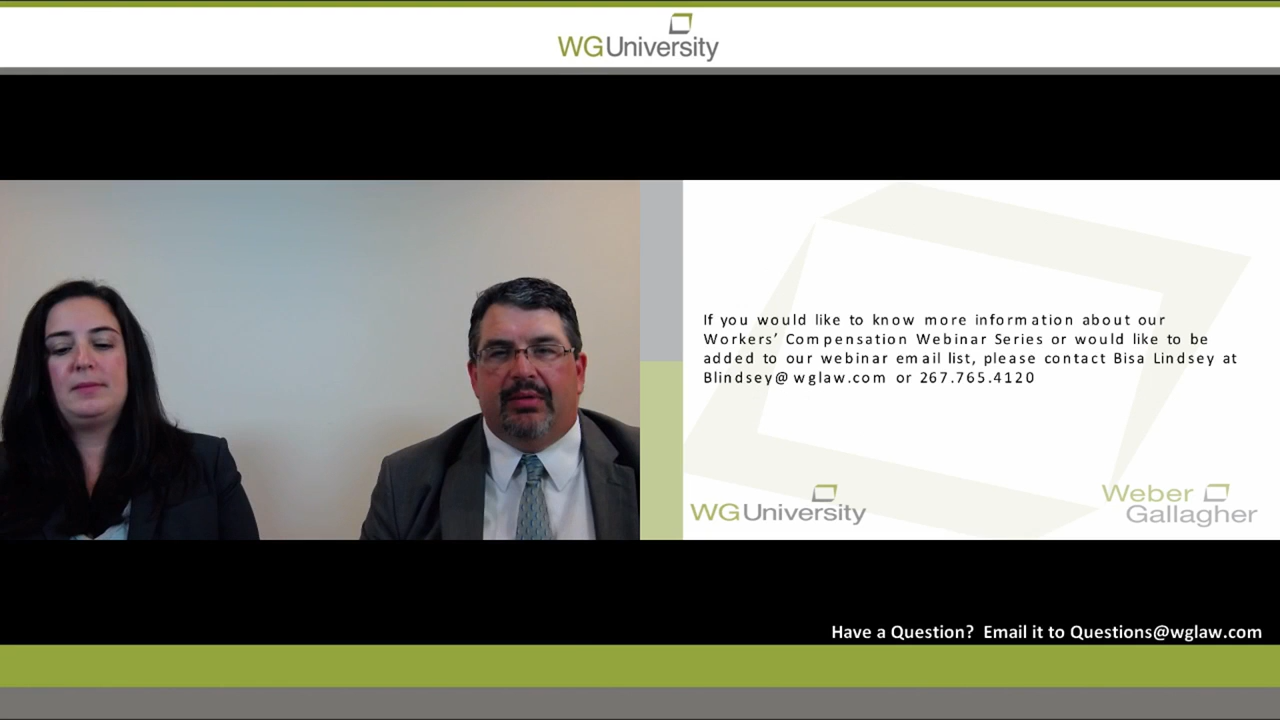 WGUniversity
If you would like to know more information about our
Workers' Compensation Webinar Series or would like to be
added to our webinar email list, please contact Bisa Lindsey at
Blindsey@wglaw.com or 267.765.4120
WGUniversity
Weber
Gallagher
Have a Question? Email it to Questions@wglaw.com